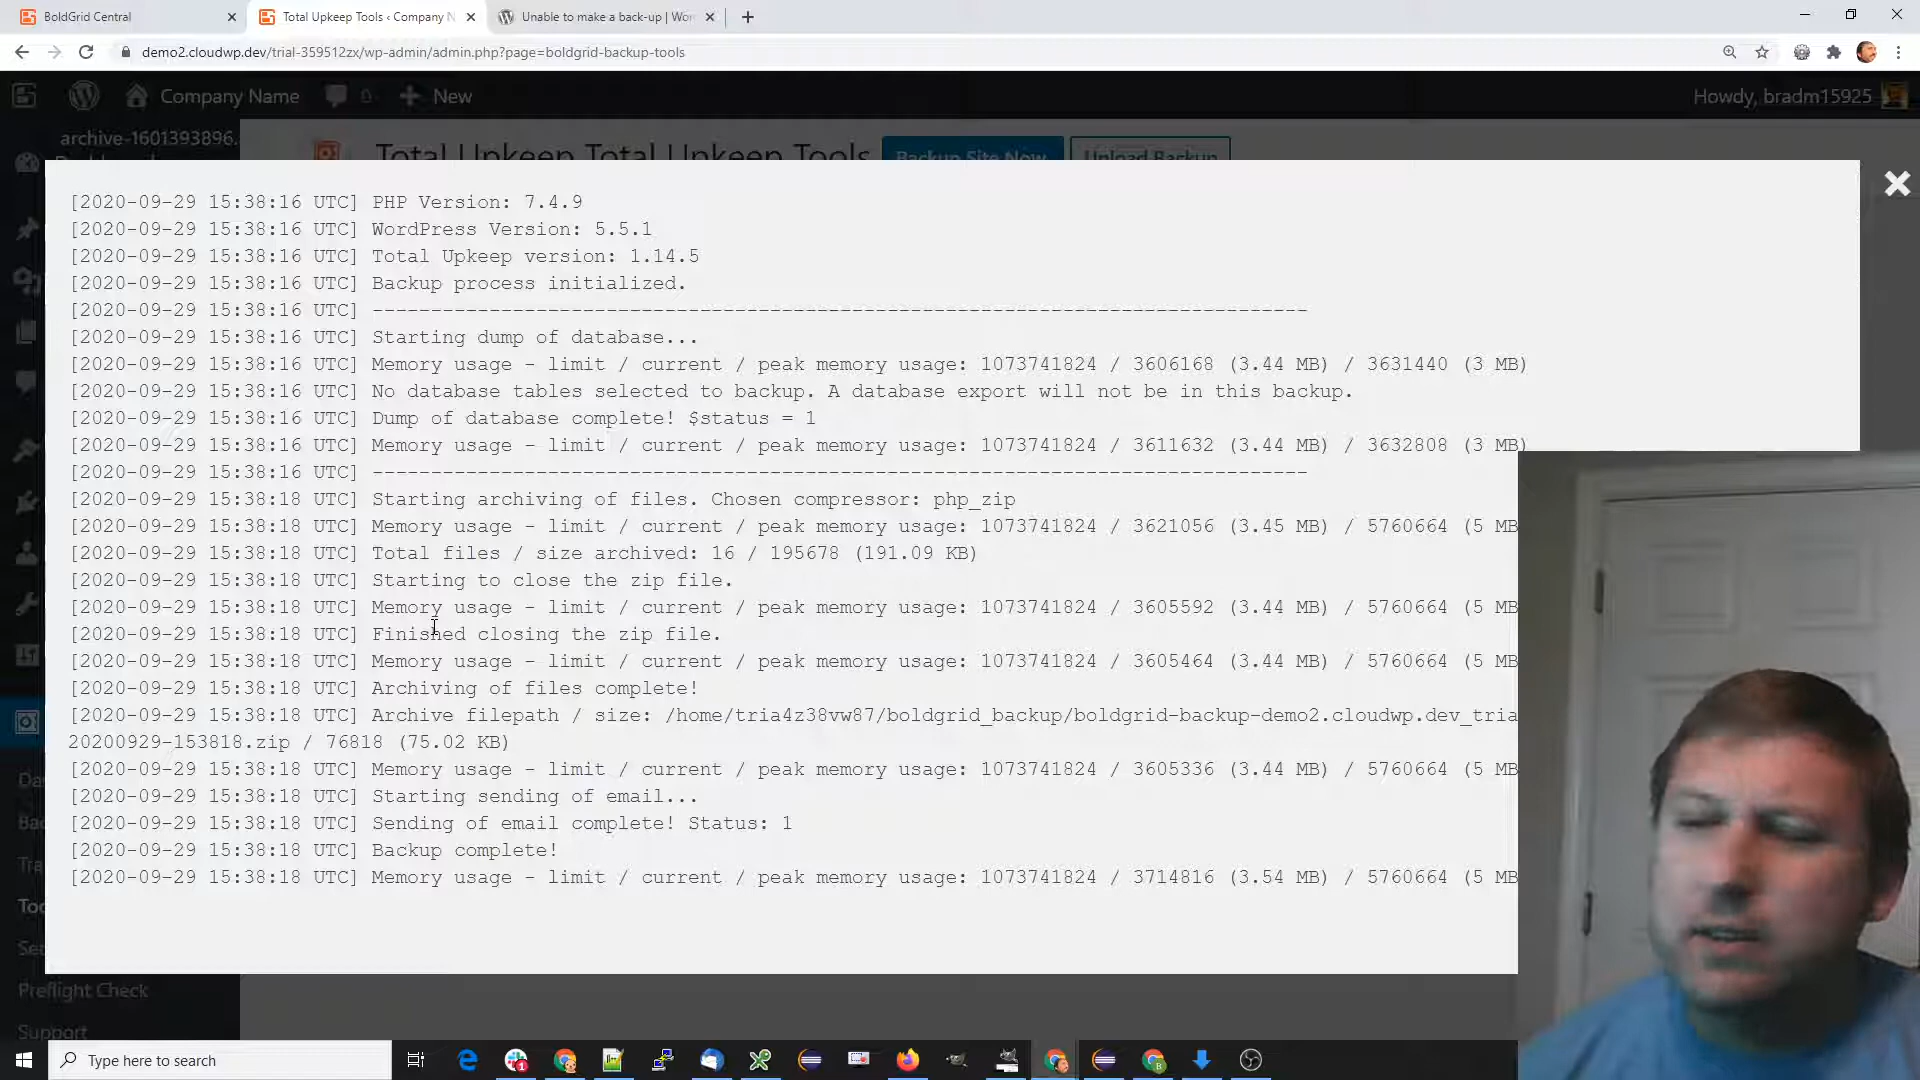 BoldGrid Central
Total Upkeep Tools ‹ Company N
Unable to make a back-up | Wor
demo2.cloudwp.dev/trial-359512zx/wp-admin/admin.php?page=boldgrid-backup-tools
Company Name 0 New
Howdy, bradm15925
archive-1601393896.
Total Upkeep Total Upkeep Tools Backup Site Now Upload Backup
[2020-09-29 15:38:16 UTC] PHP Version: 7.4.9
[2020-09-29 15:38:16 UTC] WordPress Version: 5.5.1
[2020-09-29 15:38:16 UTC] Total Upkeep version: 1.14.5
[2020-09-29 15:38:16 UTC] Backup process initialized.
[2020-09-29 15:38:16 UTC] --------------------------------------------------------------------------------
[2020-09-29 15:38:16 UTC] Starting dump of database...
[2020-09-29 15:38:16 UTC] Memory usage - limit / current / peak memory usage: 1073741824 / 3606168 (3.44 MB) / 3631440 (3 MB)
[2020-09-29 15:38:16 UTC] No database tables selected to backup. A database export will not be in this backup.
[2020-09-29 15:38:16 UTC] Dump of database complete! $status = 1
[2020-09-29 15:38:16 UTC] Memory usage - limit / current / peak memory usage: 1073741824 / 3611632 (3.44 MB) / 3632808 (3 MB)
[2020-09-29 15:38:16 UTC] --------------------------------------------------------------------------------
[2020-09-29 15:38:18 UTC] Starting archiving of files. Chosen compressor: php_zip
[2020-09-29 15:38:18 UTC] Memory usage - limit / current / peak memory usage: 1073741824 / 3621056 (3.45 MB) / 5760664 (5 MB
[2020-09-29 15:38:18 UTC] Total files / size archived: 16 / 195678 (191.09 KB)
[2020-09-29 15:38:18 UTC] Starting to close the zip file.
[2020-09-29 15:38:18 UTC] Memory usage - limit / current / peak memory usage: 1073741824 / 3605592 (3.44 MB) / 5760664 (5 MB
[2020-09-29 15:38:18 UTC] Finished closing the zip file.
[2020-09-29 15:38:18 UTC] Memory usage - limit / current / peak memory usage: 1073741824 / 3605464 (3.44 MB) / 5760664 (5 MB
[2020-09-29 15:38:18 UTC] Archiving of files complete!
[2020-09-29 15:38:18 UTC] Archive filepath / size: /home/tria4z38vw87/boldgrid_backup/boldgrid-backup-demo2.cloudwp.dev_tria
20200929-153818.zip / 76818 (75.02 KB)
[2020-09-29 15:38:18 UTC] Memory usage - limit / current / peak memory usage: 1073741824 / 3605336 (3.44 MB) / 5760664 (5 MB
[2020-09-29 15:38:18 UTC] Starting sending of email...
[2020-09-29 15:38:18 UTC] Sending of email complete! Status: 1
[2020-09-29 15:38:18 UTC] Backup complete!
[2020-09-29 15:38:18 UTC] Memory usage - limit / current / peak memory usage: 1073741824 / 3714816 (3.54 MB) / 5760664 (5 MB
Da
Bac
Tra
Too
Set
Preflight Check
Support
Type here to search